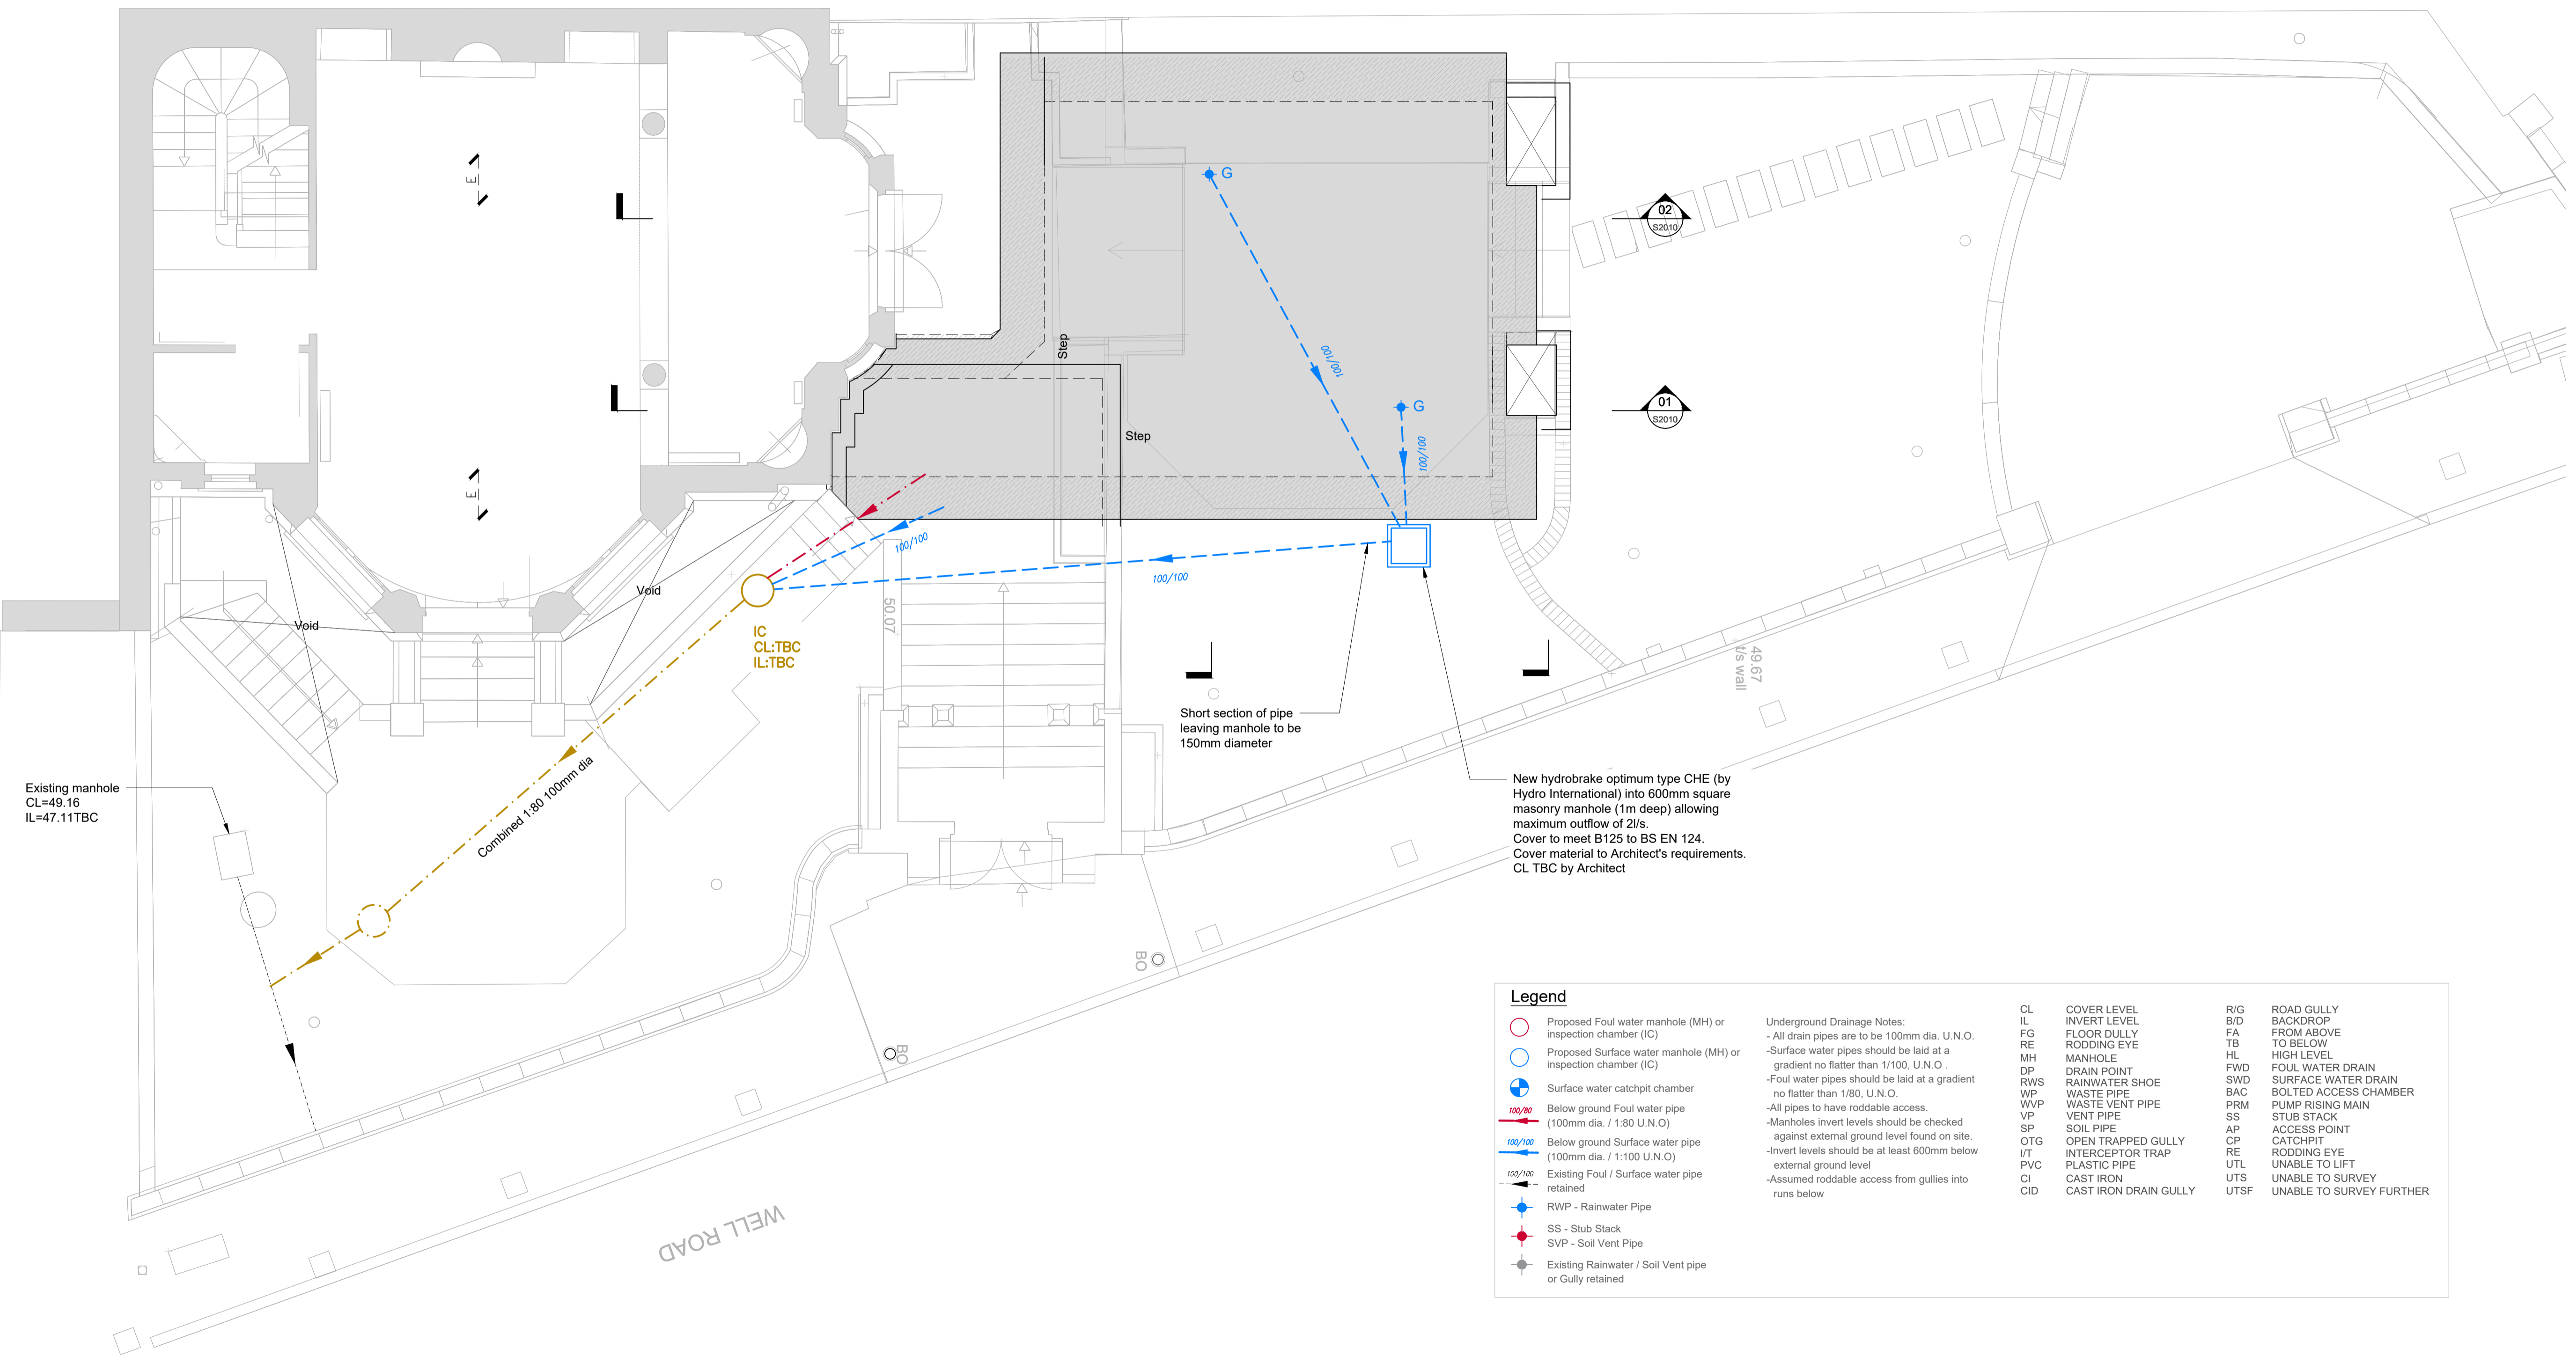 G
02
S2010
E
Step
100/100
01
S2010
G
Step
100/100
E
100/100
100/100
Void
Void
IC
CL:TBC
IL:TBC
50.07
49.67
t/s wall
Short section of pipe
leaving manhole to be
150mm diameter
Existing manhole
CL=49.16
IL=47.11TBC
Combined 1:80 100mm dia
New hydrobrake optimum type CHE (by
Hydro International) into 600mm square
masonry manhole (1m deep) allowing
maximum outflow of 2l/s.
Cover to meet B125 to BS EN 124.
Cover material to Architect's requirements.
CL TBC by Architect
BO
BO
WELL ROAD
Legend
Proposed Foul water manhole (MH) or
inspection chamber (IC)
Proposed Surface water manhole (MH) or
inspection chamber (IC)
Surface water catchpit chamber
100/80
Below ground Foul water pipe
(100mm dia. / 1:80 U.N.O)
100/100
Below ground Surface water pipe
(100mm dia. / 1:100 U.N.O)
100/100
Existing Foul / Surface water pipe
retained
RWP - Rainwater Pipe
SS - Stub Stack
SVP - Soil Vent Pipe
Existing Rainwater / Soil Vent pipe
or Gully retained
Underground Drainage Notes:
- All drain pipes are to be 100mm dia. U.N.O.
-Surface water pipes should be laid at a
gradient no flatter than 1/100, U.N.O .
-Foul water pipes should be laid at a gradient
no flatter than 1/80, U.N.O.
-All pipes to have roddable access.
-Manholes invert levels should be checked
against external ground level found on site.
-Invert levels should be at least 600mm below
external ground level
-Assumed roddable access from gullies into
runs below
CL COVER LEVEL
IL INVERT LEVEL
FG FLOOR DULLY
RE RODDING EYE
MH MANHOLE
DP DRAIN POINT
RWS RAINWATER SHOE
WP WASTE PIPE
WVP WASTE VENT PIPE
VP VENT PIPE
SP SOIL PIPE
OTG OPEN TRAPPED GULLY
I/T INTERCEPTOR TRAP
PVC PLASTIC PIPE
CI CAST IRON
CID CAST IRON DRAIN GULLY
R/G ROAD GULLY
B/D BACKDROP
FA FROM ABOVE
TB TO BELOW
HL HIGH LEVEL
FWD FOUL WATER DRAIN
SWD SURFACE WATER DRAIN
BAC BOLTED ACCESS CHAMBER
PRM PUMP RISING MAIN
SS STUB STACK
AP ACCESS POINT
CP CATCHPIT
RE RODDING EYE
UTL UNABLE TO LIFT
UTS UNABLE TO SURVEY
UTSF UNABLE TO SURVEY FURTHER